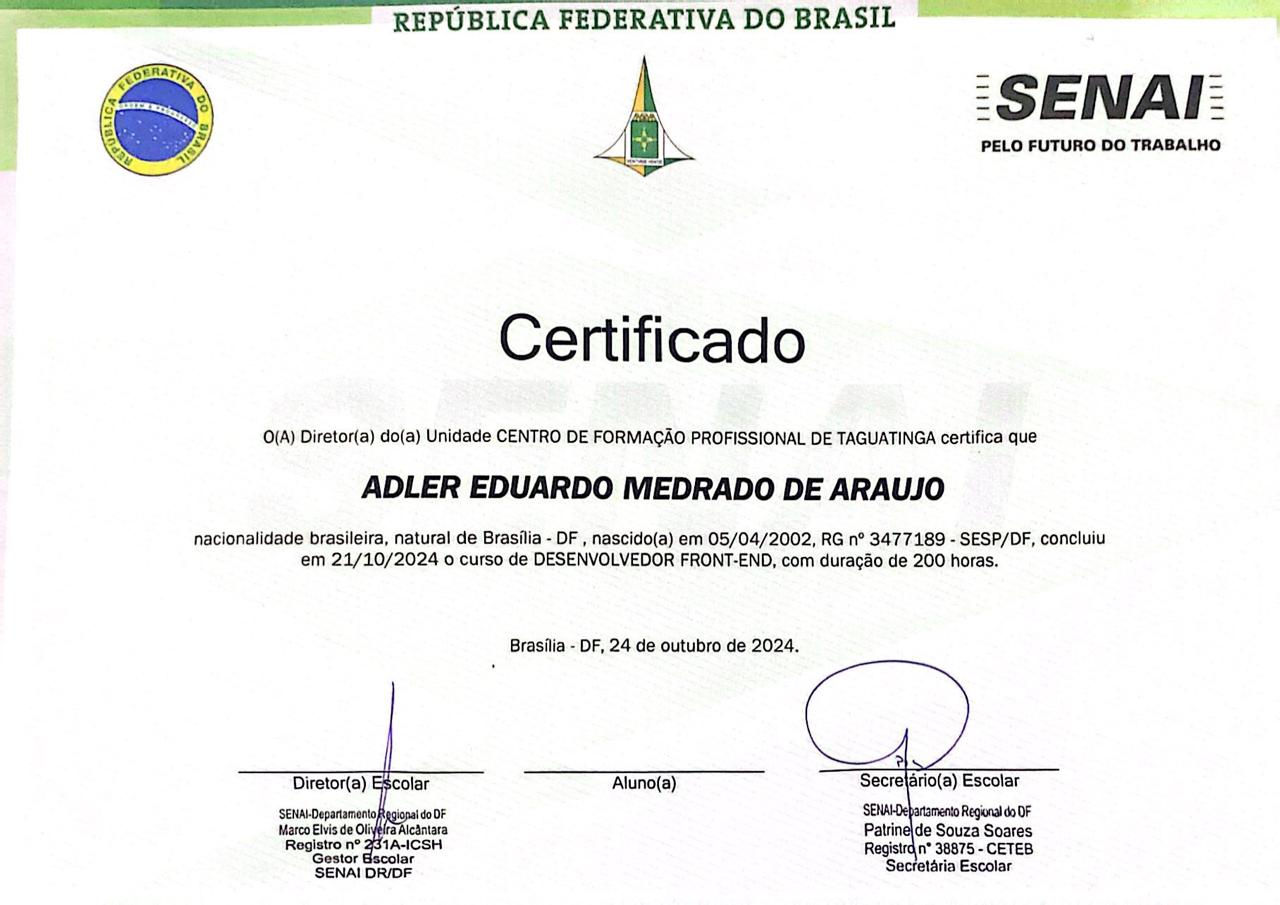 REPÚBLICA FEDERATIVA DO BRASIL
REPÚBLICA FEDERATIVA DO BRASIL
ORDEM E PROGRESSO
VENTURIS VENTIS
SENAI
PELO FUTURO DO TRABALHO
Certificado
O(A) Diretor(a) do(a) Unidade CENTRO DE FORMAÇÃO PROFISSIONAL DE TAGUATINGA certifica que
ADLER EDUARDO MEDRADO DE ARAUJO
nacionalidade brasileira, natural de Brasília - DF , nascido(a) em 05/04/2002, RG nº 3477189 - SESP/DF, concluiu
em 21/10/2024 o curso de DESENVOLVEDOR FRONT-END, com duração de 200 horas.
Brasília - DF, 24 de outubro de 2024.
Diretor(a) Escolar
SENAI-Departamento Regional do DF
Marco Elvis de Oliveira Alcântara
Registro nº 231A-ICSH
Gestor Escolar
SENAI DR/DF
Aluno(a)
Secretário(a) Escolar
SENAI-Departamento Regional do DF
Patrine de Souza Soares
Registro n° 38875 - CETEB
Secretária Escolar